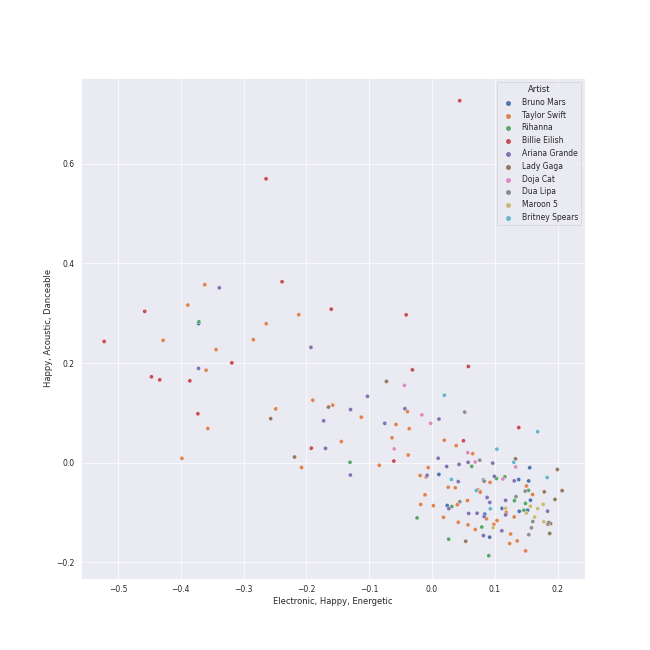 Artist
Bruno Mars
Taylor Swift
Rihanna
Billie Eilish
Ariana Grande
Lady Gaga
Doja Cat
Dua Lipa
Maroon 5
Britney Spears
Happy, Acoustic, Danceable
0.6
0.4
0.2
0.0
−0.2
−0.5
−0.4
−0.3
−0.2
−0.1
0.0
0.1
0.2
Electronic, Happy, Energetic